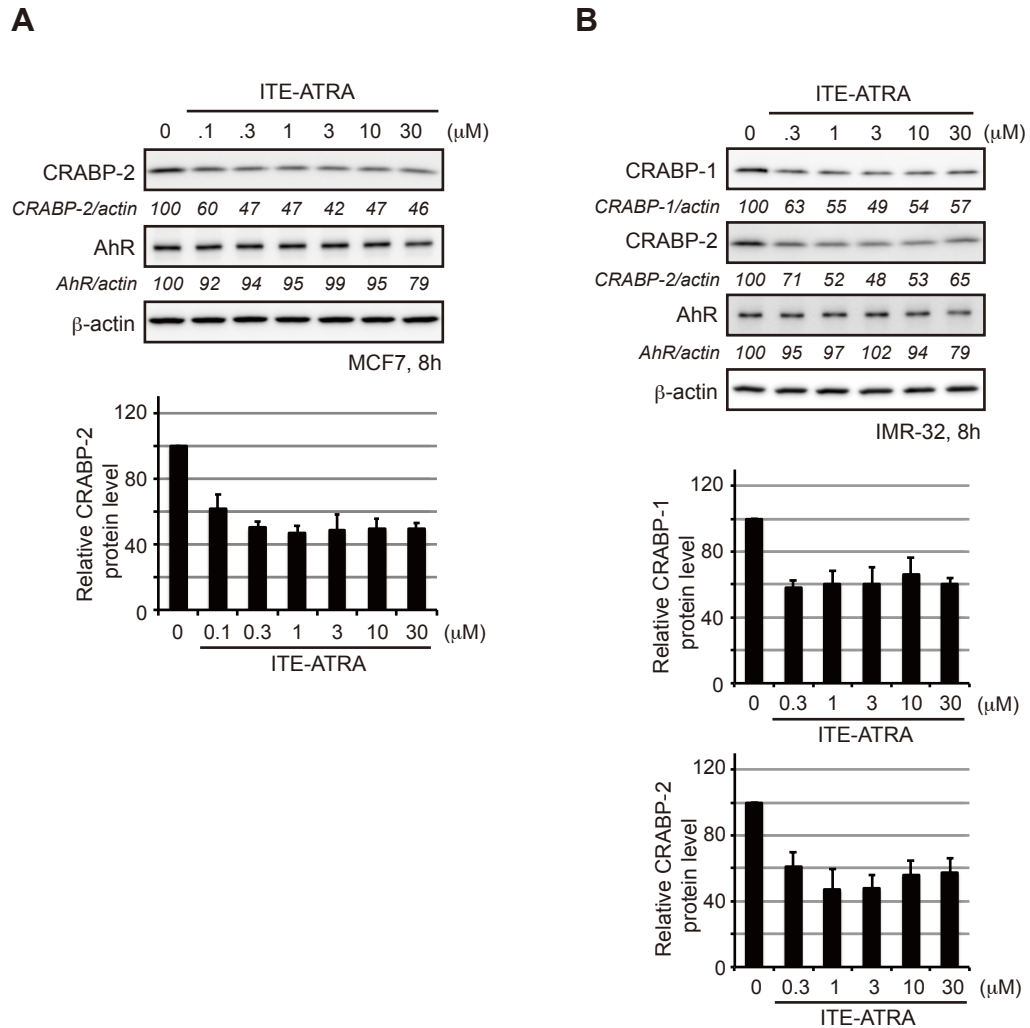 A
ITE-ATRA
0 .1 .3 1 3 10 30 (μM)
CRABP-2
CRABP-2/actin 100 60 47 47 42 47 46
AhR
AhR/actin 100 92 94 95 99 95 79
β-actin
MCF7, 8h
Relative CRABP-2
protein level
120
80
40
0
0 0.1 0.3 1 3 10 30 (μM)
ITE-ATRA
B
ITE-ATRA
0 .3 1 3 10 30 (μM)
CRABP-1
CRABP-1/actin 100 63 55 49 54 57
CRABP-2
CRABP-2/actin 100 71 52 48 53 65
AhR
AhR/actin 100 95 97 102 94 79
β-actin
IMR-32, 8h
Relative CRABP-1
protein level
120
80
40
0
0 0.3 1 3 10 30 (μM)
ITE-ATRA
Relative CRABP-2
protein level
120
80
40
0
0 0.3 1 3 10 30 (μM)
ITE-ATRA